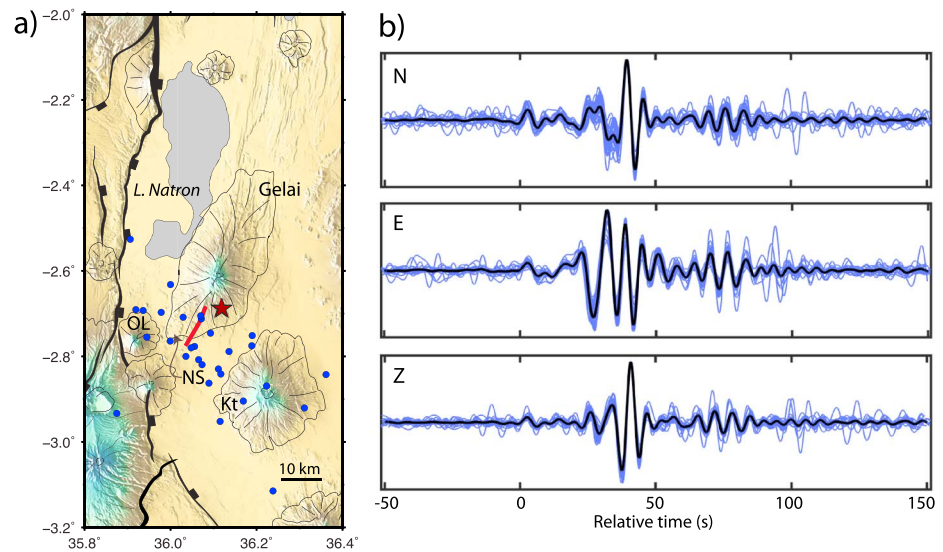 a)
−2.0°
−2.2°
−2.4°
−2.6°
−2.8°
−3.0°
−3.2°
35.8°
36.0°
36.2°
36.4°
L. Natron
Gelai
OL
NS
Kt
10 km
b)
N
E
Z
-50
0
50
100
150
Relative time (s)